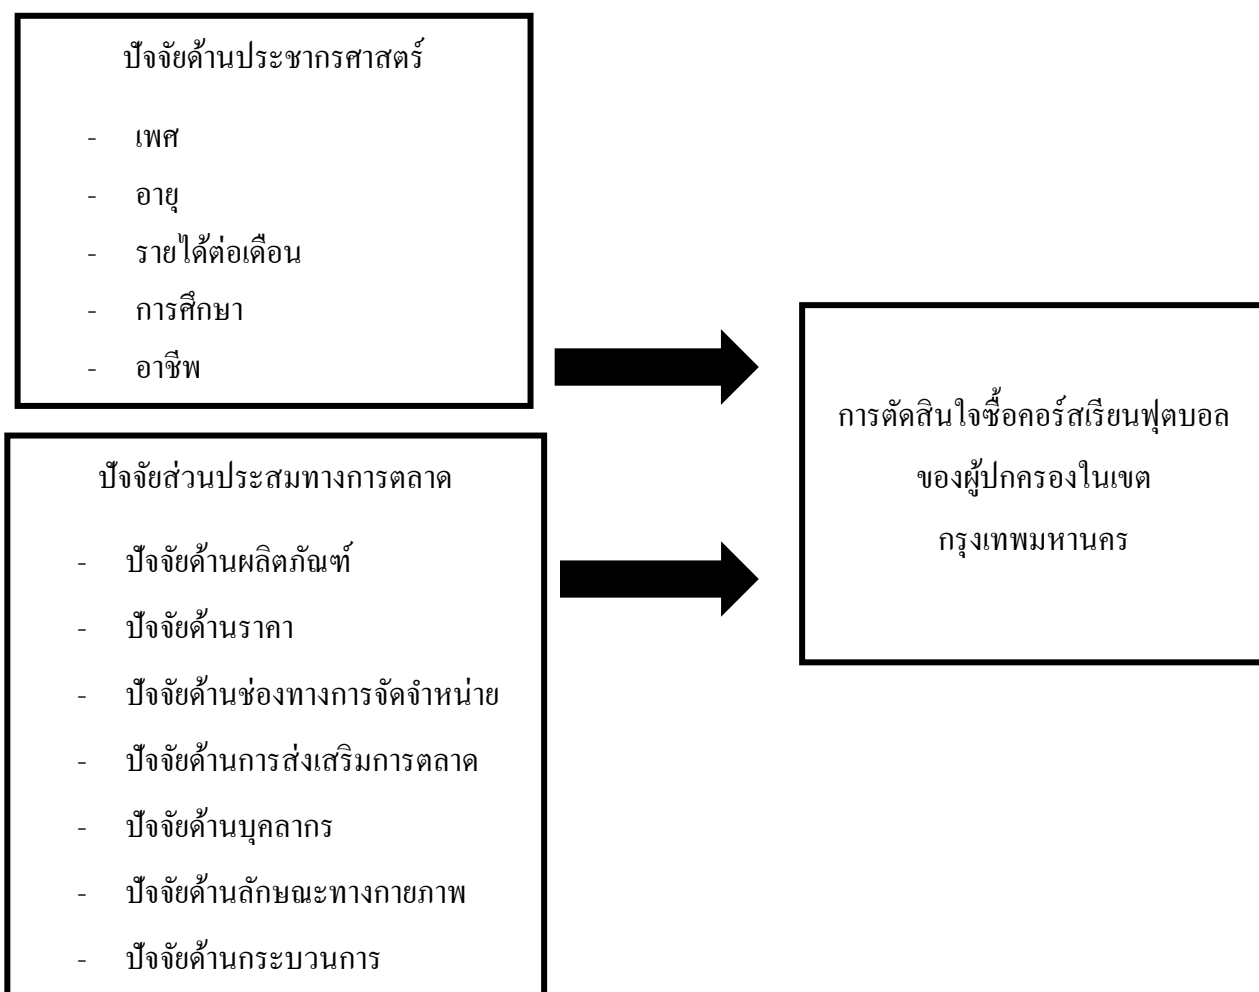 ปัจจัยด้านประชากรศาสตร์
- เพศ
- อายุ
- รายได้ต่อเดือน
- การศึกษา
- อาชีพ
ปัจจัยส่วนประสมทางการตลาด
- ปัจจัยด้านผลิตภัณฑ์
- ปัจจัยด้านราคา
- ปัจจัยด้านช่องทางการจัดจำหน่าย
- ปัจจัยด้านการส่งเสริมการตลาด
- ปัจจัยด้านบุคลากร
- ปัจจัยด้านลักษณะทางกายภาพ
- ปัจจัยด้านกระบวนการ
การตัดสินใจซื้อคอร์สเรียนฟุตบอล
ของผู้ปกครองในเขต
กรุงเทพมหานคร